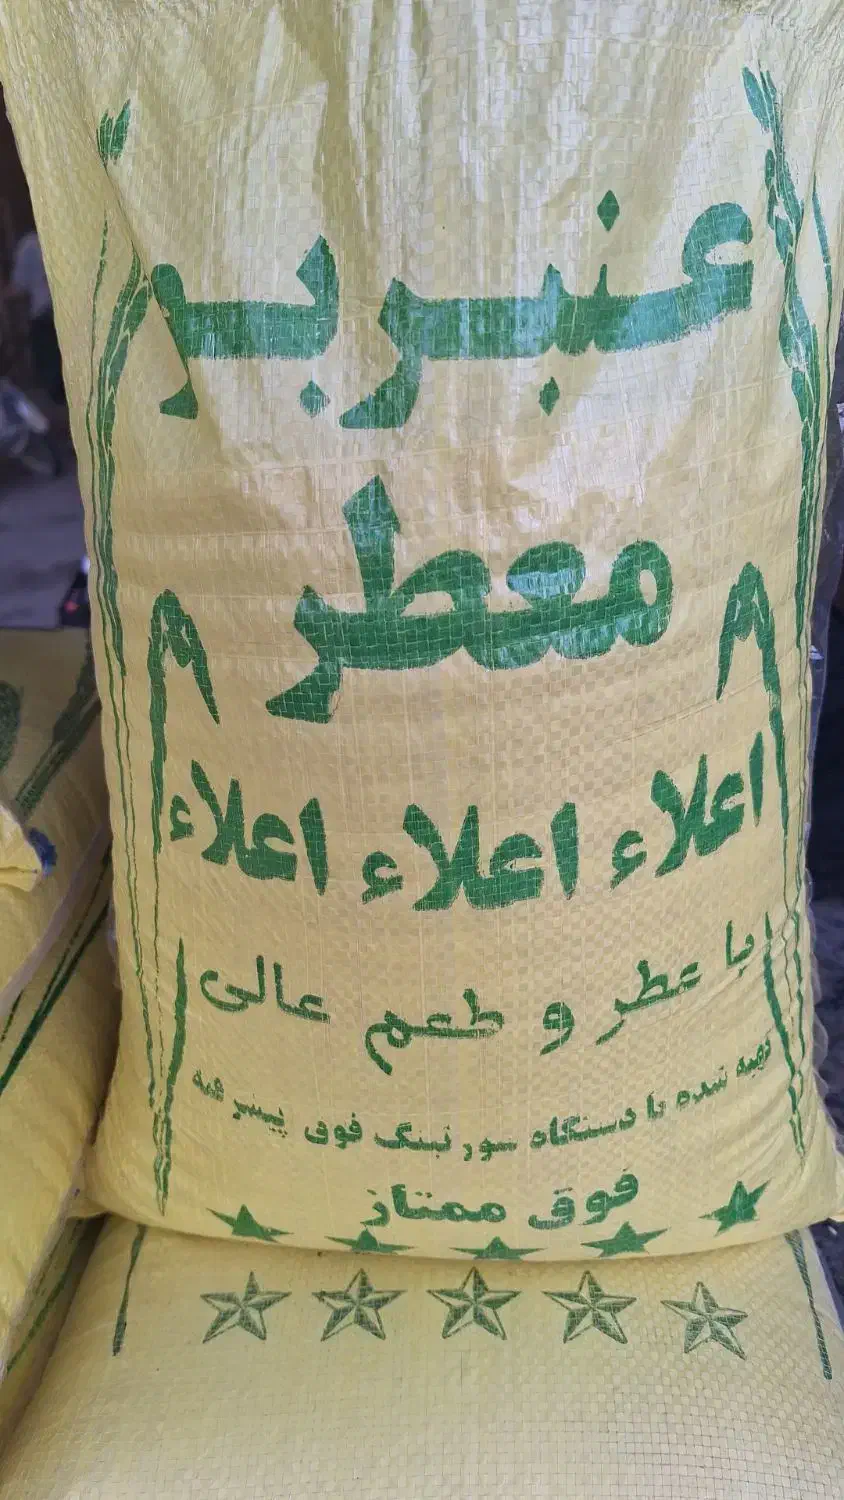 عنبربو
معطر
اعلاء اعلاء اعلاء
با عطر و طعم عالی
تهیه شده با دستگاه سورتینگ فوق پیشرفته
فوق ممتاز